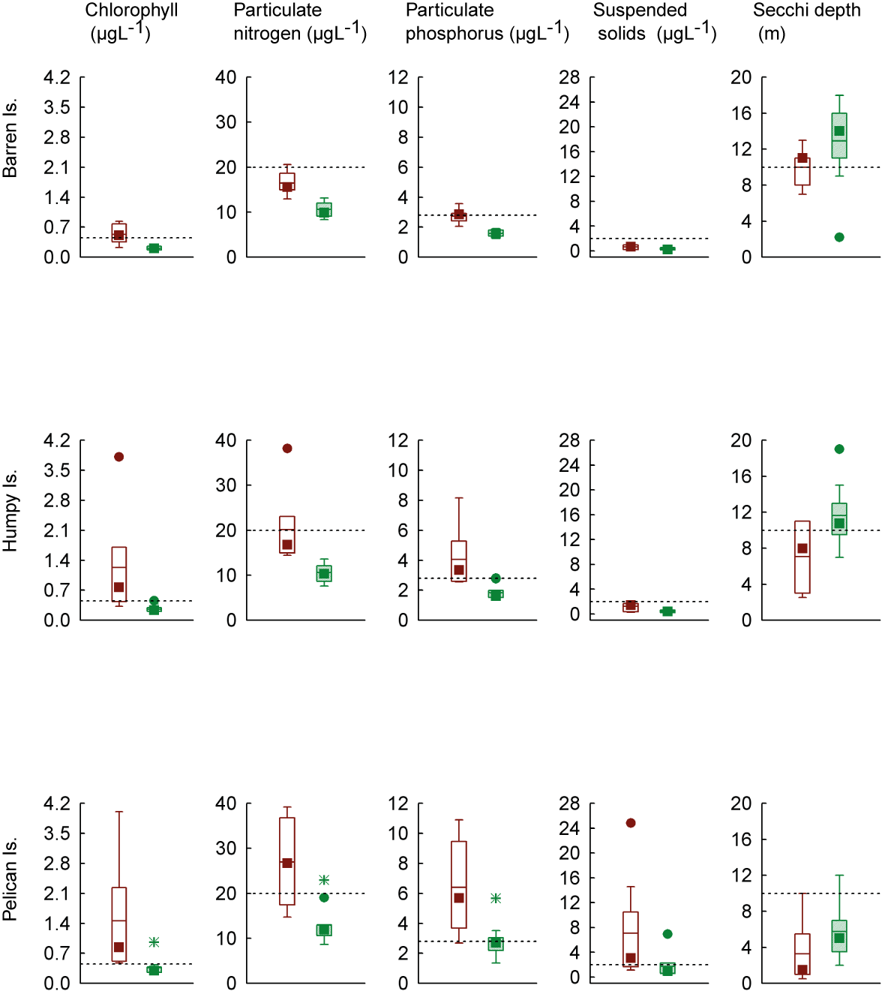 Chlorophyll Particulate Particulate Suspended Secchi depth
(µgL-1) nitrogen (µgL-1) phosphorus (µgL-1) solids (µgL-1) (m)
Barren Is.
4.2 40 12 28 20
3.5 30 10 24 16
2.8 20 8 20 12
2.1 10 6 16 8
1.4 0 4 12 4
0.7 2 8 0
0.0 0 4
0
Humpy Is.
4.2 40 12 28 20
3.5 30 10 24 16
2.8 20 8 20 12
2.1 10 6 16 8
1.4 0 4 12 4
0.7 2 8 0
0.0 0 4
0
Pelican Is.
4.2 40 12 28 20
3.5 30 10 24 16
2.8 20 8 20 12
2.1 10 6 16 8
1.4 0 4 12 4
0.7 2 8 0
0.0 0 4
0